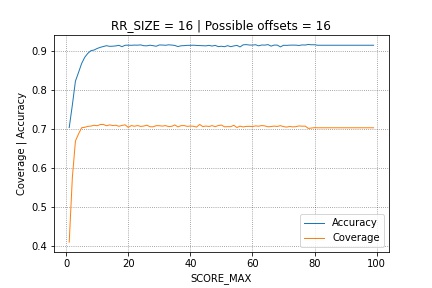 RR_SIZE = 16 | Possible offsets = 16
Coverage | Accuracy
0.9
0.8
0.7
0.6
0.5
0.4
0 20 40 60 80 100
SCORE_MAX
Accuracy
Coverage